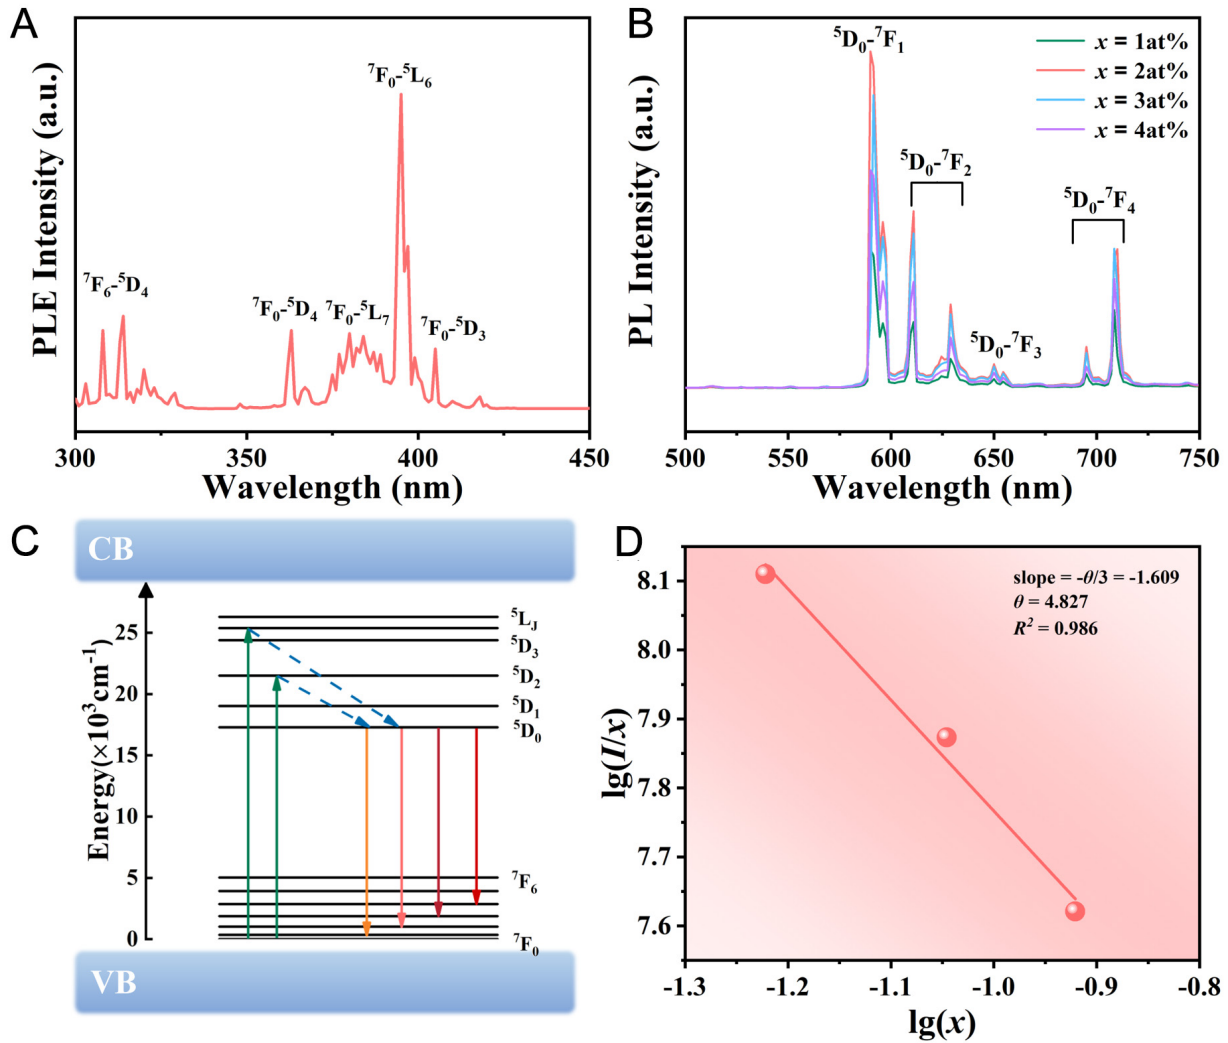 A
PLE Intensity (a.u.)
⁷F₀-⁵L₆
⁷F₆-⁵D₄
⁷F₀-⁵D₄
⁷F₀-⁵L₇
⁷F₀-⁵D₃
300
350
400
450
Wavelength (nm)
B
PL Intensity (a.u.)
⁵D₀-⁷F₁
x = 1at%
x = 2at%
x = 3at%
x = 4at%
⁵D₀-⁷F₂
⁵D₀-⁷F₄
⁵D₀-⁷F₃
500
550
600
650
700
750
Wavelength (nm)
C
CB
Energy(×10³cm⁻¹)
25
20
15
10
5
0
⁵L_J
⁵D₃
⁵D₂
⁵D₁
⁵D₀
⁷F₆
⁷F₀
VB
D
lg(I/x)
8.1
8.0
7.9
7.8
7.7
7.6
slope = -θ/3 = -1.609
θ = 4.827
R² = 0.986
-1.3
-1.2
-1.1
-1.0
-0.9
-0.8
lg(x)